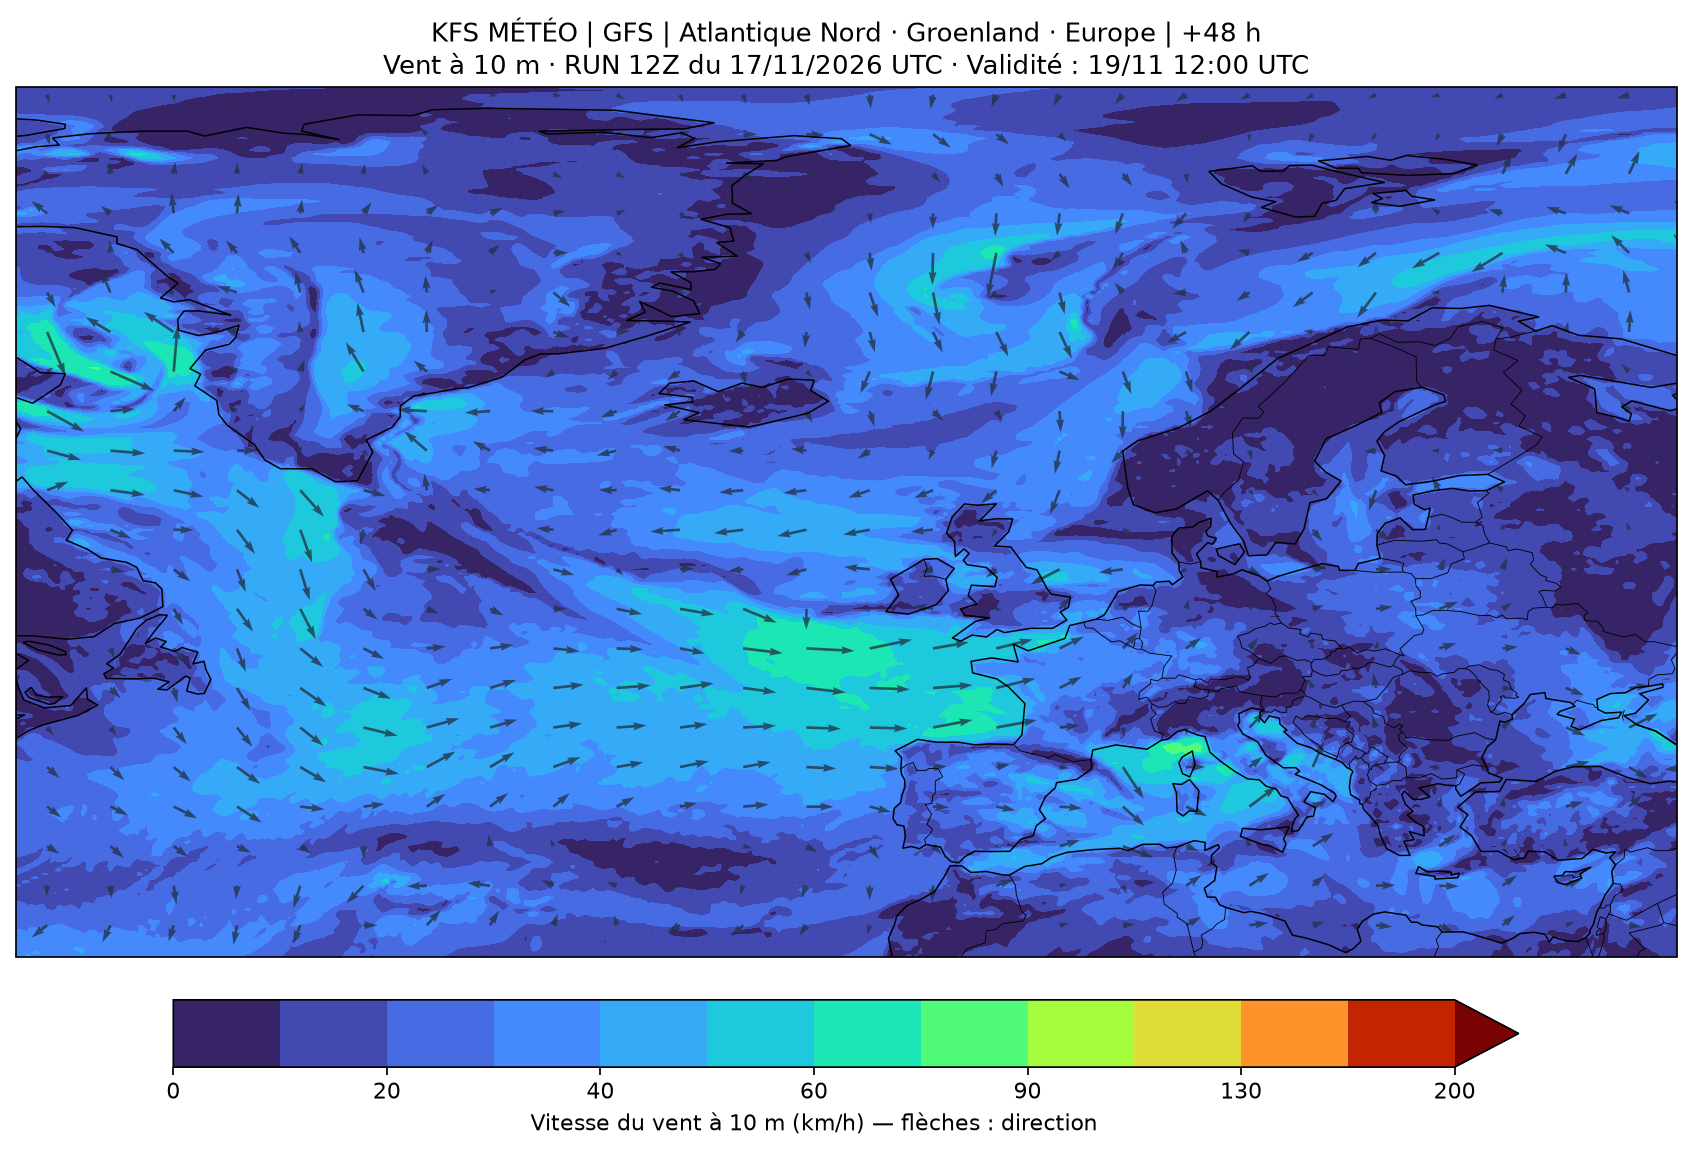 KFS MÉTÉO | GFS | Atlantique Nord · Groenland · Europe | +48 h
Vent à 10 m · RUN 12Z du 17/11/2026 UTC · Validité : 19/11 12:00 UTC
0 20 40 60 90 130 200
Vitesse du vent à 10 m (km/h) — flèches : direction